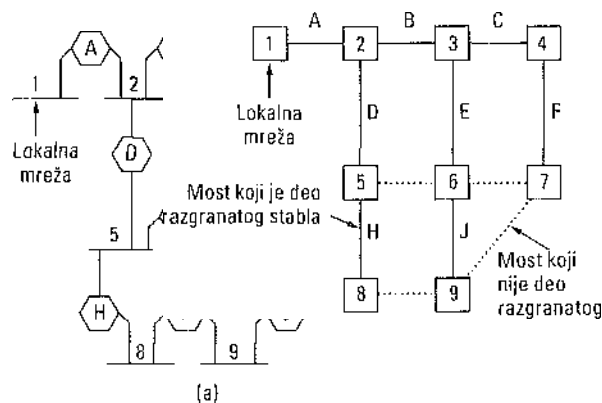 A
1
2
Lokalna
mreža
D
5
H
8
9
(a)
A
B
C
1
2
3
4
Lokalna
mreža
D
E
F
5
6
7
Most koji je deo
razgranatog stabla
H
J
Most koji
nije deo
razgranatog
8
9